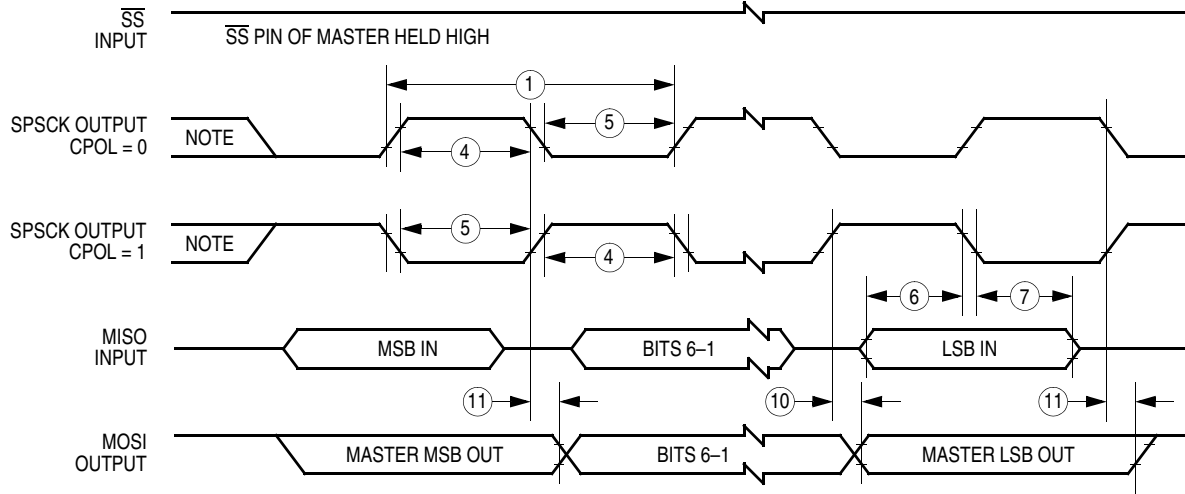 SS
INPUT
SS PIN OF MASTER HELD HIGH
1
SPSCK OUTPUT
CPOL = 0
NOTE
5
4
SPSCK OUTPUT
CPOL = 1
NOTE
5
4
6
7
MISO
INPUT
MSB IN
BITS 6–1
LSB IN
11
10
11
MOSI
OUTPUT
MASTER MSB OUT
BITS 6–1
MASTER LSB OUT